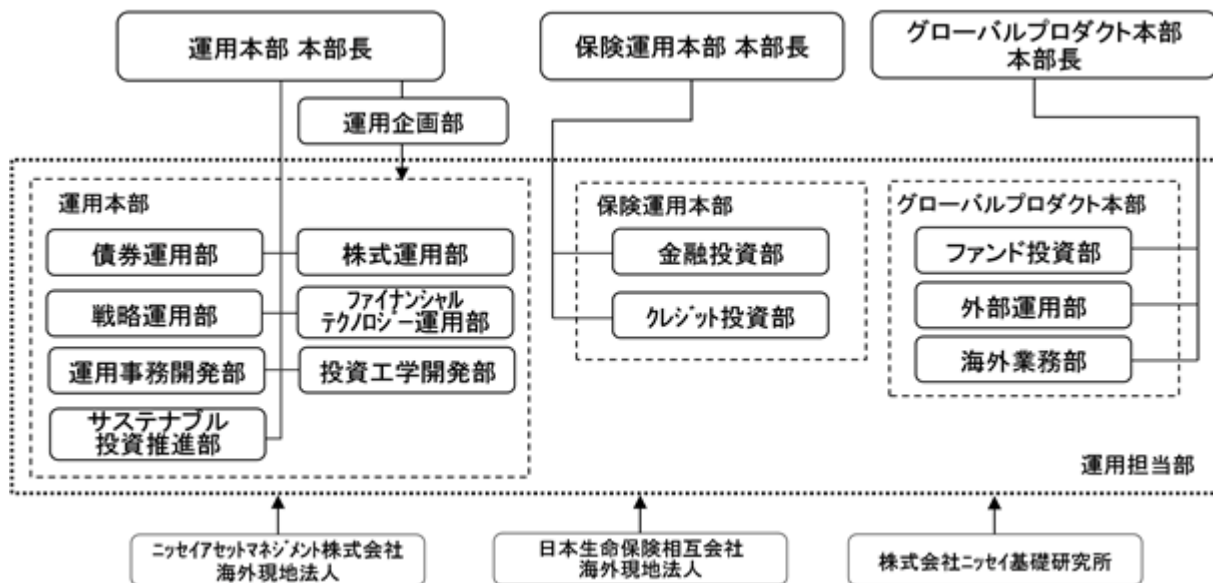 運用本部 本部長
保険運用本部 本部長
グローバルプロダクト本部
本部長
運用企画部
運用本部
債券運用部
株式運用部
戦略運用部
ファイナンシャル
テクノロジー運用部
運用事務開発部
投資工学開発部
サステナブル
投資推進部
保険運用本部
金融投資部
クレジット投資部
グローバルプロダクト本部
ファンド投資部
外部運用部
海外業務部
運用担当部
ニッセイアセットマネジメント株式会社
海外現地法人
日本生命保険相互会社
海外現地法人
株式会社ニッセイ基礎研究所